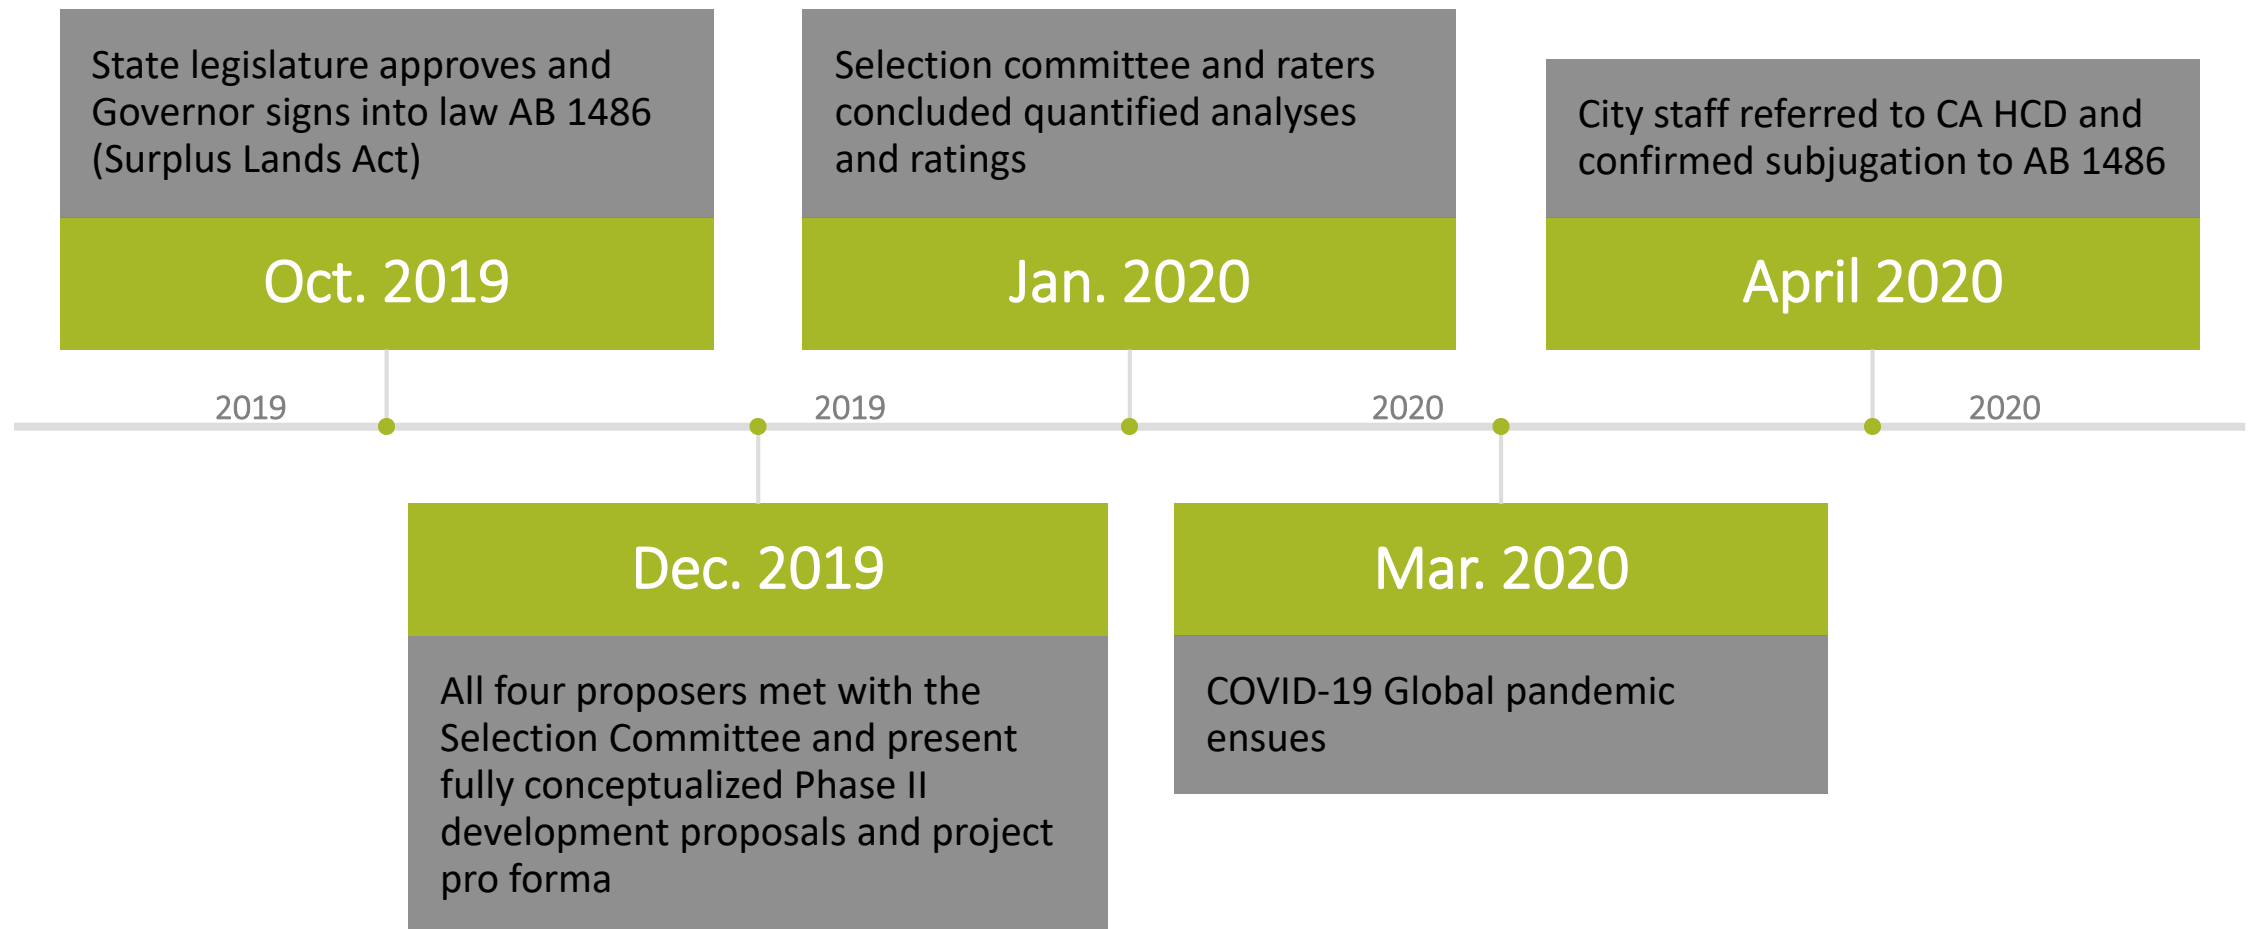 State legislature approves and
Governor signs into law AB 1486
(Surplus Lands Act)
Oct. 2019
Selection committee and raters
concluded quantified analyses
and ratings
Jan. 2020
City staff referred to CA HCD and
confirmed subjugation to AB 1486
April 2020
2019
2019
2020
2020
Dec. 2019
All four proposers met with the
Selection Committee and present
fully conceptualized Phase II
development proposals and project
pro forma
Mar. 2020
COVID-19 Global pandemic
ensues